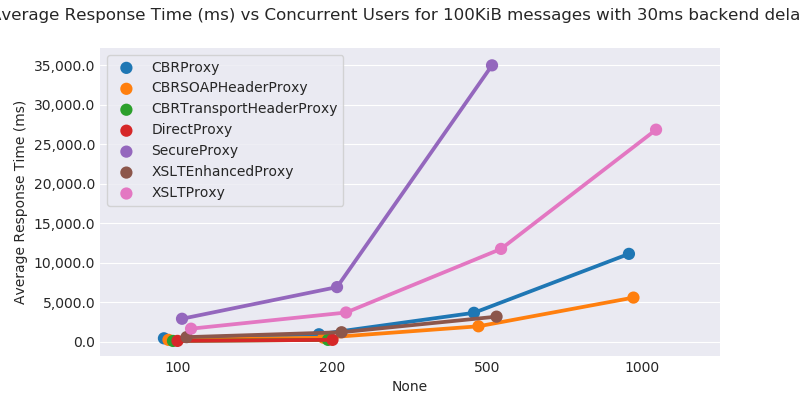 Average Response Time (ms) vs Concurrent Users for 100KiB messages with 30ms backend dela
35,000.0
30,000.0
25,000.0
20,000.0
15,000.0
10,000.0
5,000.0
0.0
Average Response Time (ms)
CBRProxy
CBRSOAPHeaderProxy
CBRTransportHeaderProxy
DirectProxy
SecureProxy
XSLTEnhancedProxy
XSLTProxy
100 200 500 1000
None